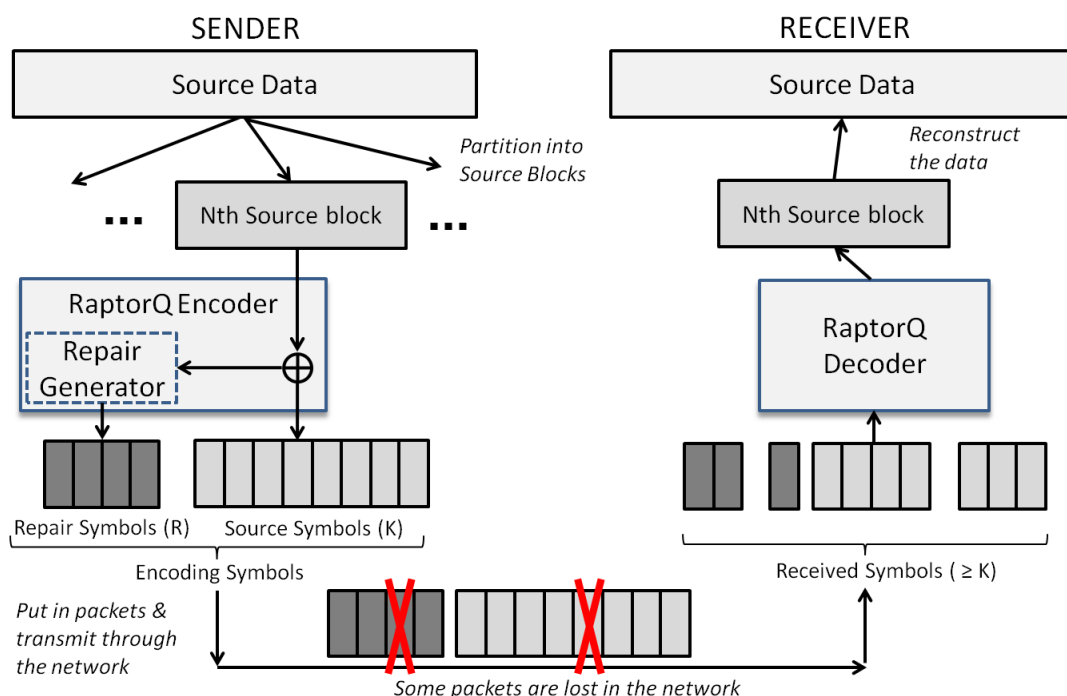 SENDER
Source Data
Partition into
Source Blocks
...
Nth Source block
...
RaptorQ Encoder
Repair
Generator
Repair Symbols (R)
Source Symbols (K)
Encoding Symbols
Put in packets &
transmit through
the network
Some packets are lost in the network
RECEIVER
Source Data
Reconstruct
the data
Nth Source block
RaptorQ
Decoder
Received Symbols ( ≥ K)